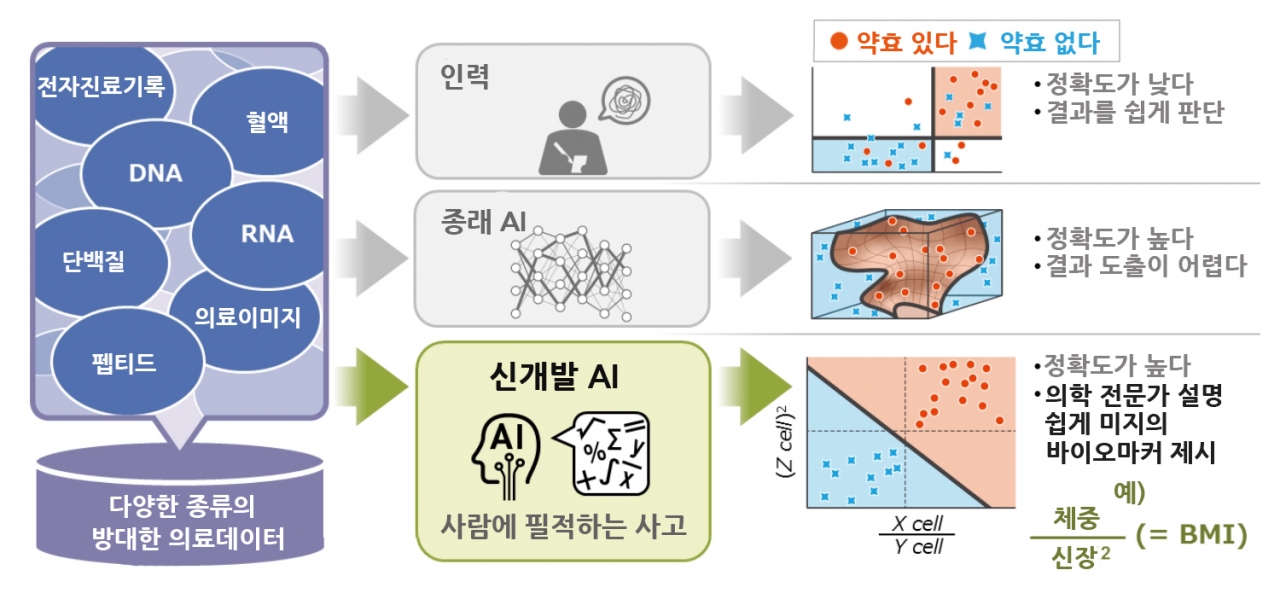 전자진료기록
혈액
DNA
RNA
단백질
의료이미지
펩티드
다양한 종류의
방대한 의료데이터
인력
약효 있다 약효 없다
•정확도가 낮다
•결과를 쉽게 판단
종래 AI
•정확도가 높다
•결과 도출이 어렵다
신개발 AI
AI
√ Σ =
% y
+ ∫ x̄
사람에 필적하는 사고
(Z cell)²
X cell
Y cell
•정확도가 높다
•의학 전문가 설명
쉽게 미지의
바이오마커 제시
예)
체중
신장² (= BMI)